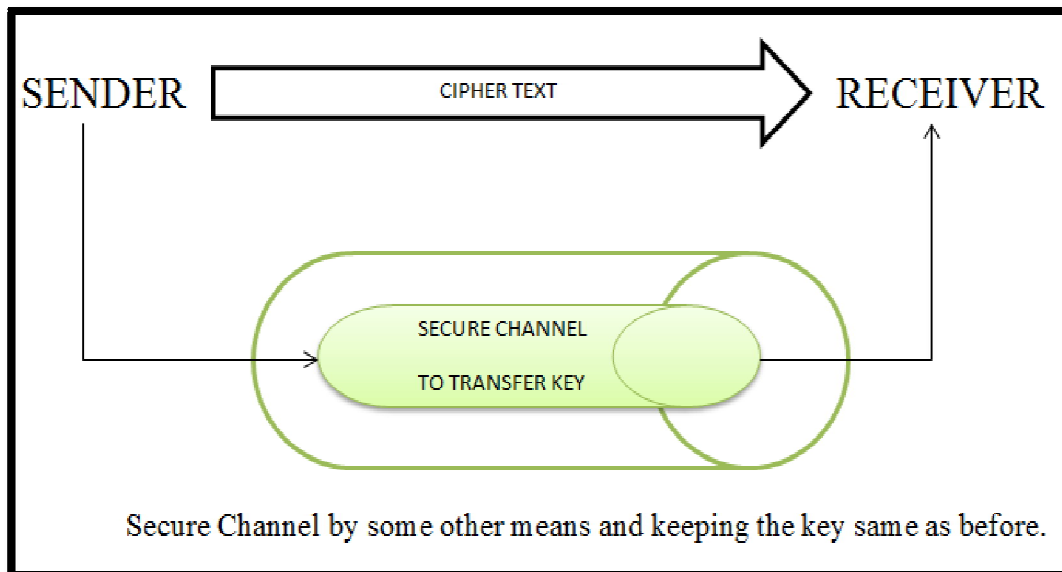 SENDER
CIPHER TEXT
RECEIVER
SECURE CHANNEL
TO TRANSFER KEY
Secure Channel by some other means and keeping the key same as before.